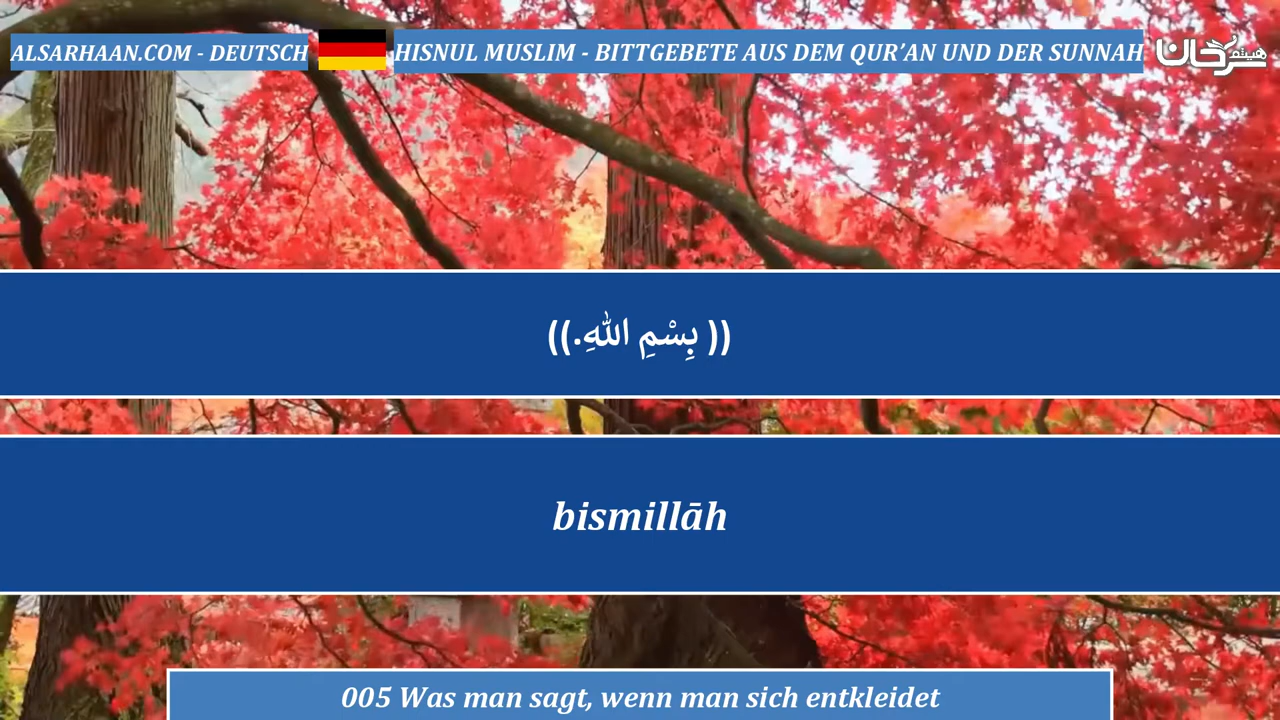 ALSARHAAN.COM - DEUTSCH
HISNUL MUSLIM - BITTGEBETE AUS DEM QUR’AN UND DER SUNNAH
هيثم سرحان
(( بِسْمِ اللهِ.))
bismillāh
005 Was man sagt, wenn man sich entkleidet